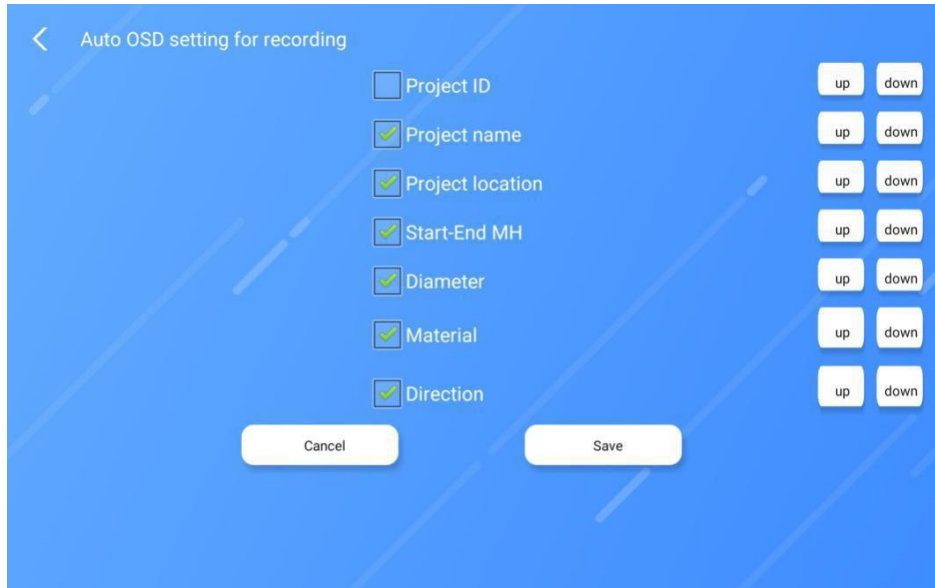 Auto OSD setting for recording
Project ID up down
Project name up down
Project location up down
Start-End MH up down
Diameter up down
Material up down
Direction up down
Cancel Save